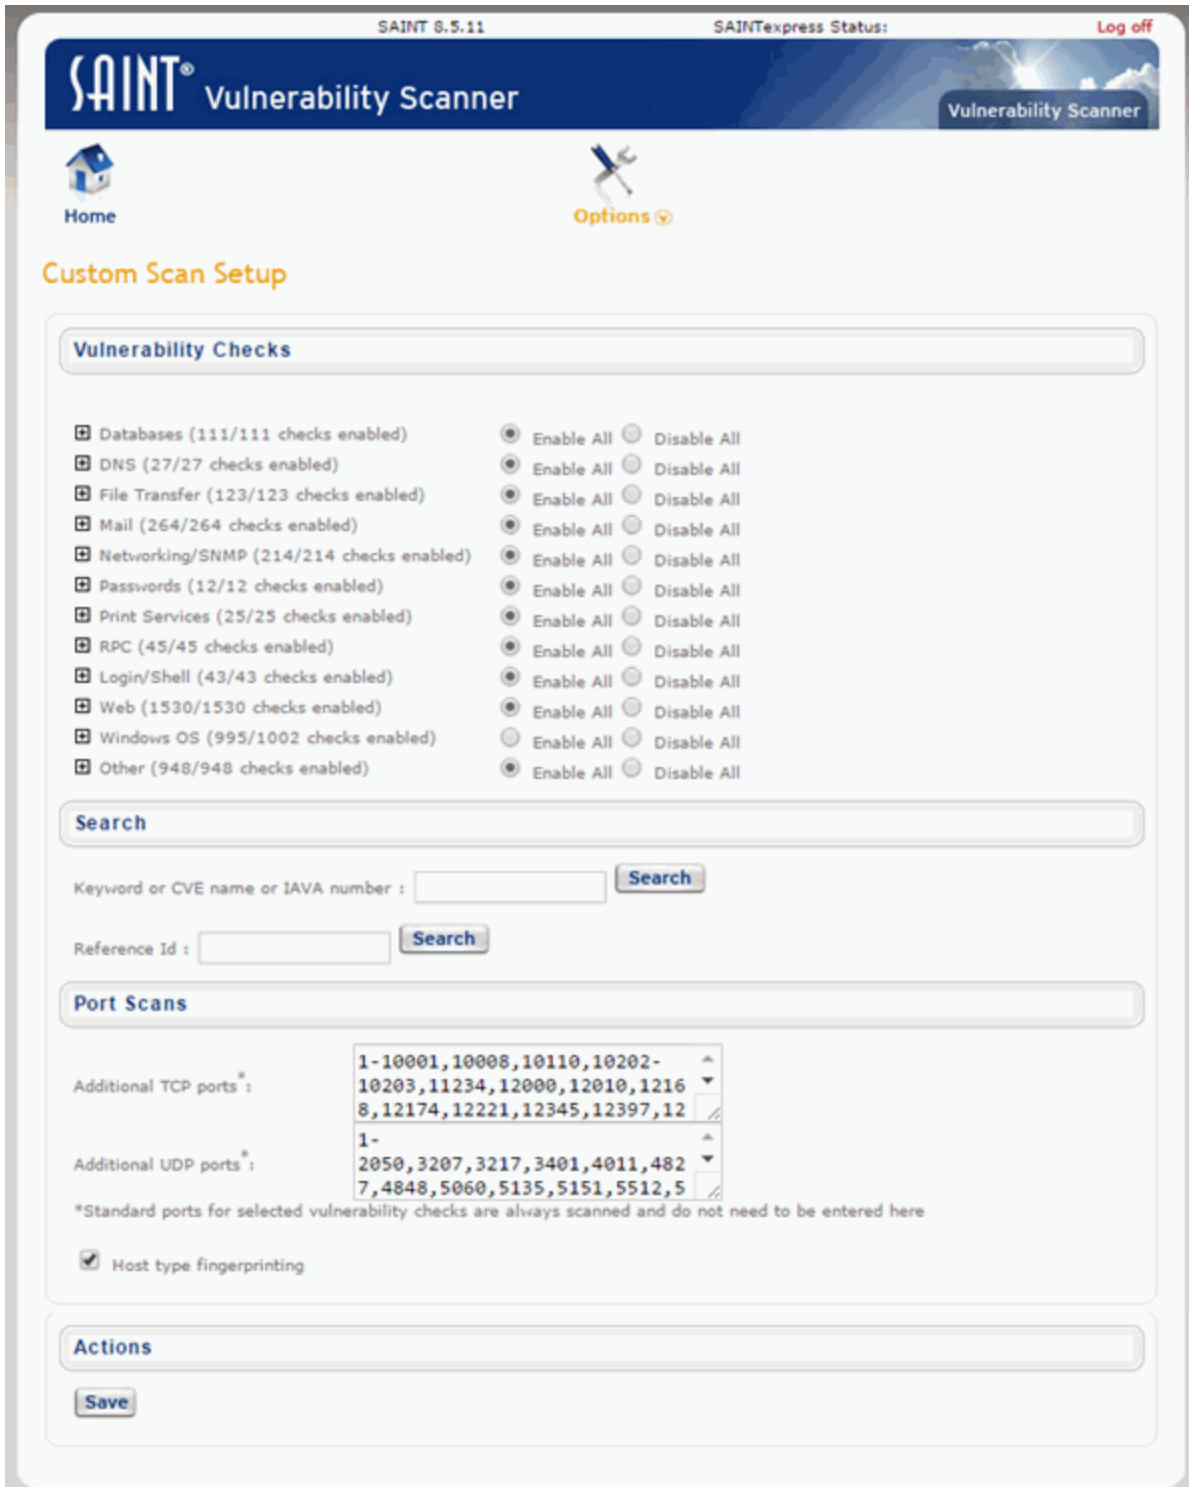 SAINT 8.5.11 SAINTexpress Status: Log off
SAINT® Vulnerability Scanner
Vulnerability Scanner
Home Options
Custom Scan Setup
Vulnerability Checks
Databases (111/111 checks enabled) Enable All Disable All
DNS (27/27 checks enabled) Enable All Disable All
File Transfer (123/123 checks enabled) Enable All Disable All
Mail (264/264 checks enabled) Enable All Disable All
Networking/SNMP (214/214 checks enabled) Enable All Disable All
Passwords (12/12 checks enabled) Enable All Disable All
Print Services (25/25 checks enabled) Enable All Disable All
RPC (45/45 checks enabled) Enable All Disable All
Login/Shell (43/43 checks enabled) Enable All Disable All
Web (1530/1530 checks enabled) Enable All Disable All
Windows OS (995/1002 checks enabled) Enable All Disable All
Other (948/948 checks enabled) Enable All Disable All
Search
Keyword or CVE name or IAVA number : Search
Reference Id : Search
Port Scans
Additional TCP ports*:
1-10001,10008,10110,10202-
10203,11234,12000,12010,1216
8,12174,12221,12345,12397,12
Additional UDP ports*:
1-
2050,3207,3217,3401,4011,482
7,4848,5060,5135,5151,5512,5
*Standard ports for selected vulnerability checks are always scanned and do not need to be entered here
Host type fingerprinting
Actions
Save